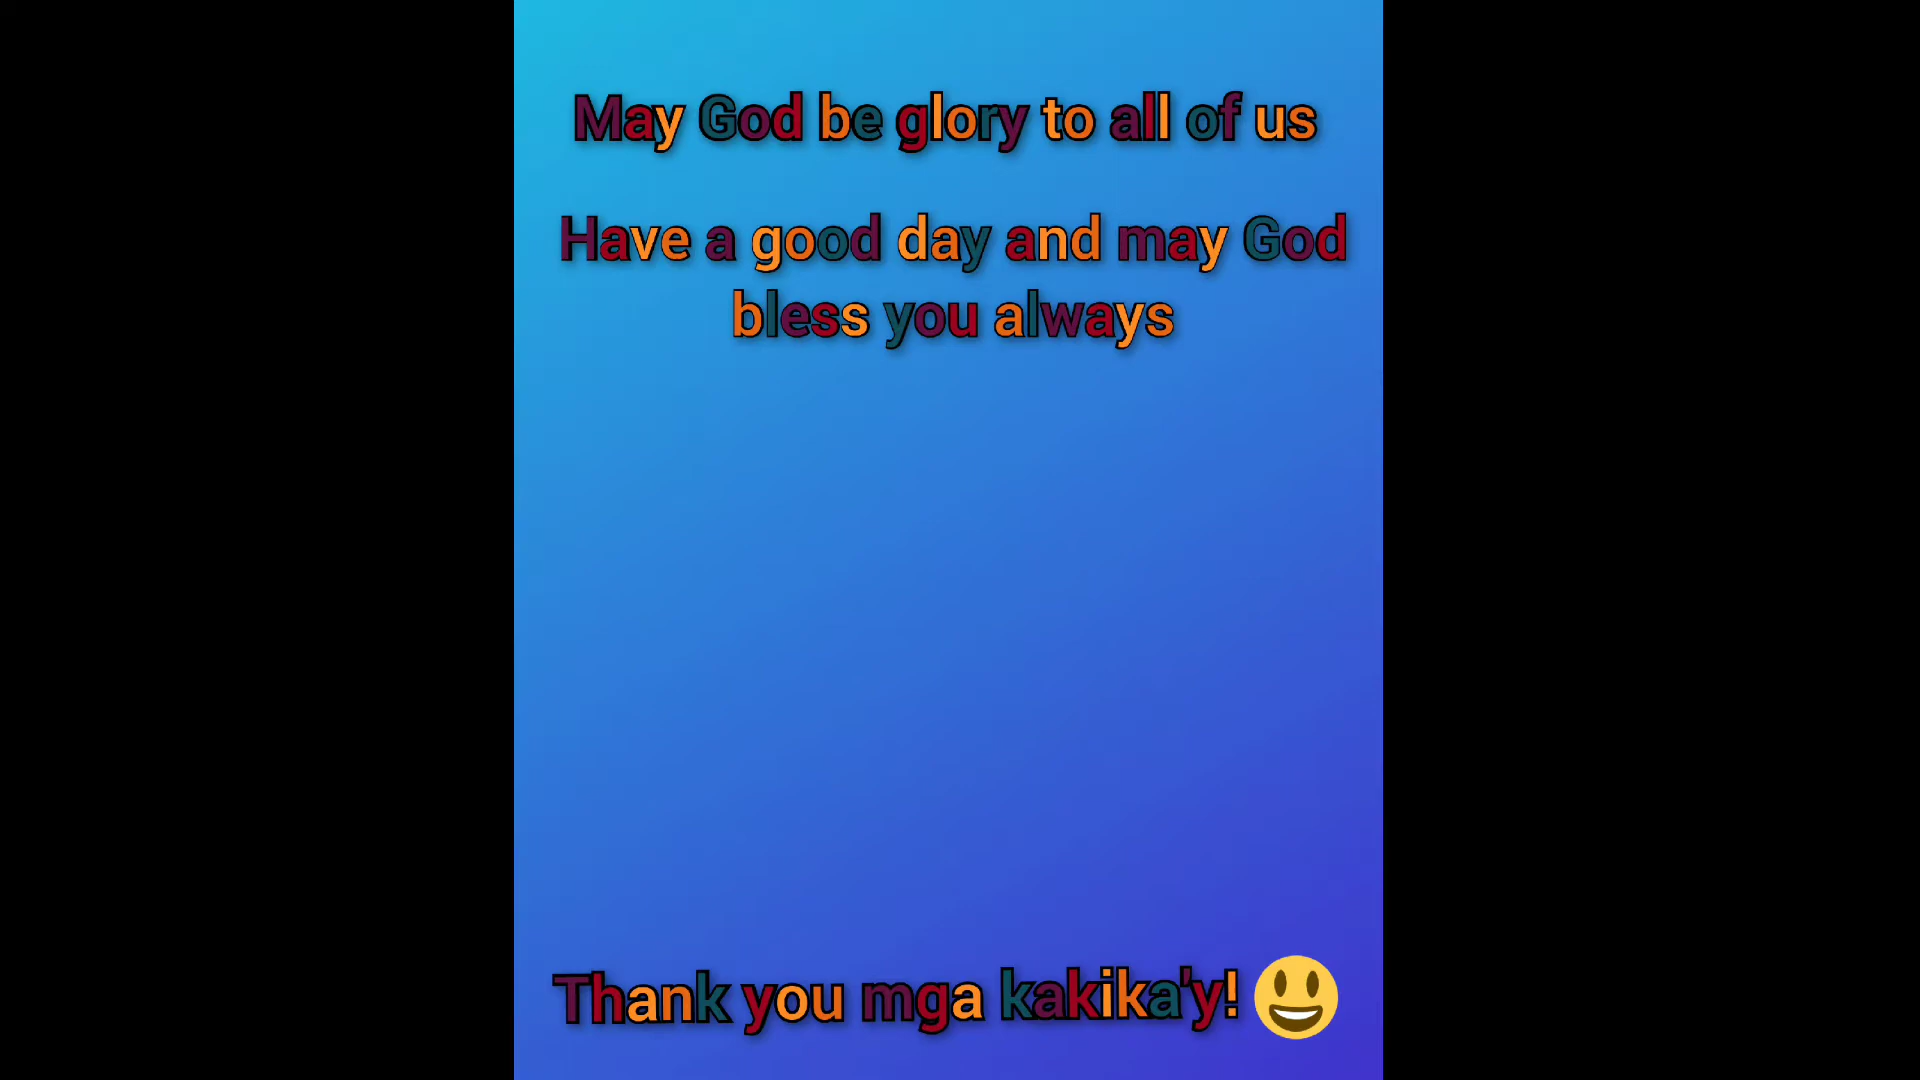 May God be glory to all of us
Have a good day and may God
bless you always
Thank you mga kakika'y! 😃